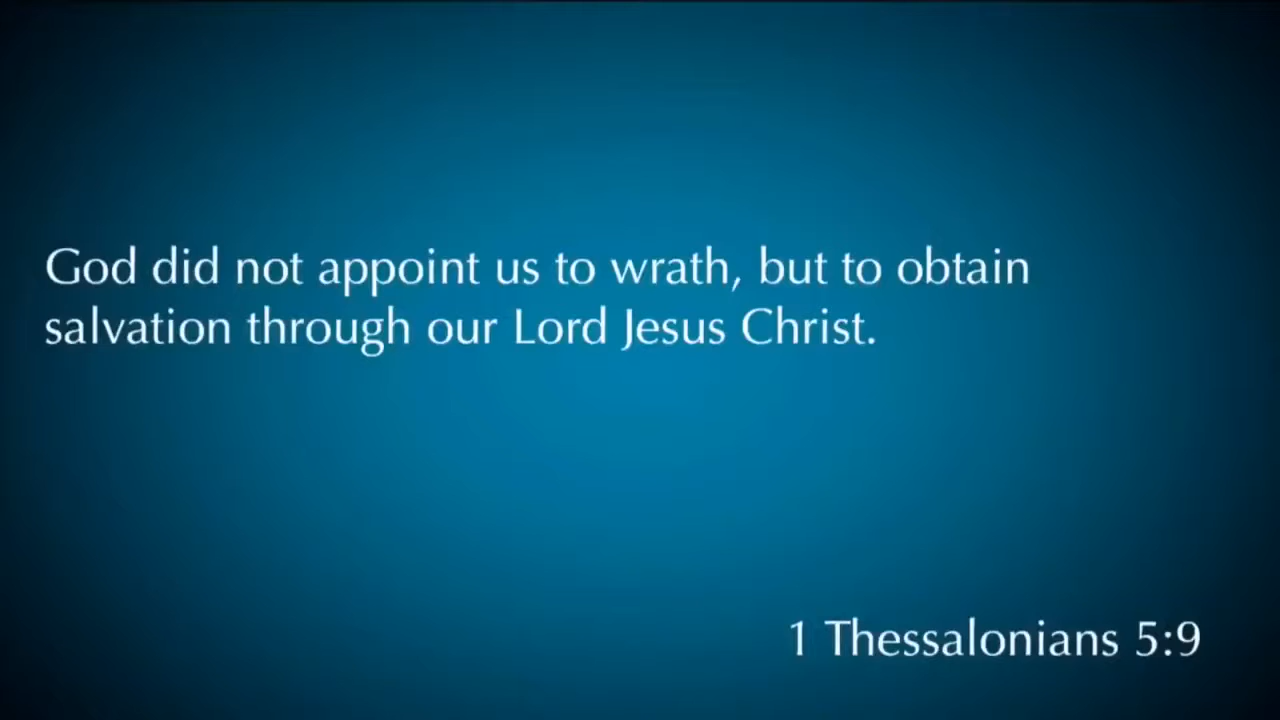 God did not appoint us to wrath, but to obtain
salvation through our Lord Jesus Christ.
1 Thessalonians 5:9